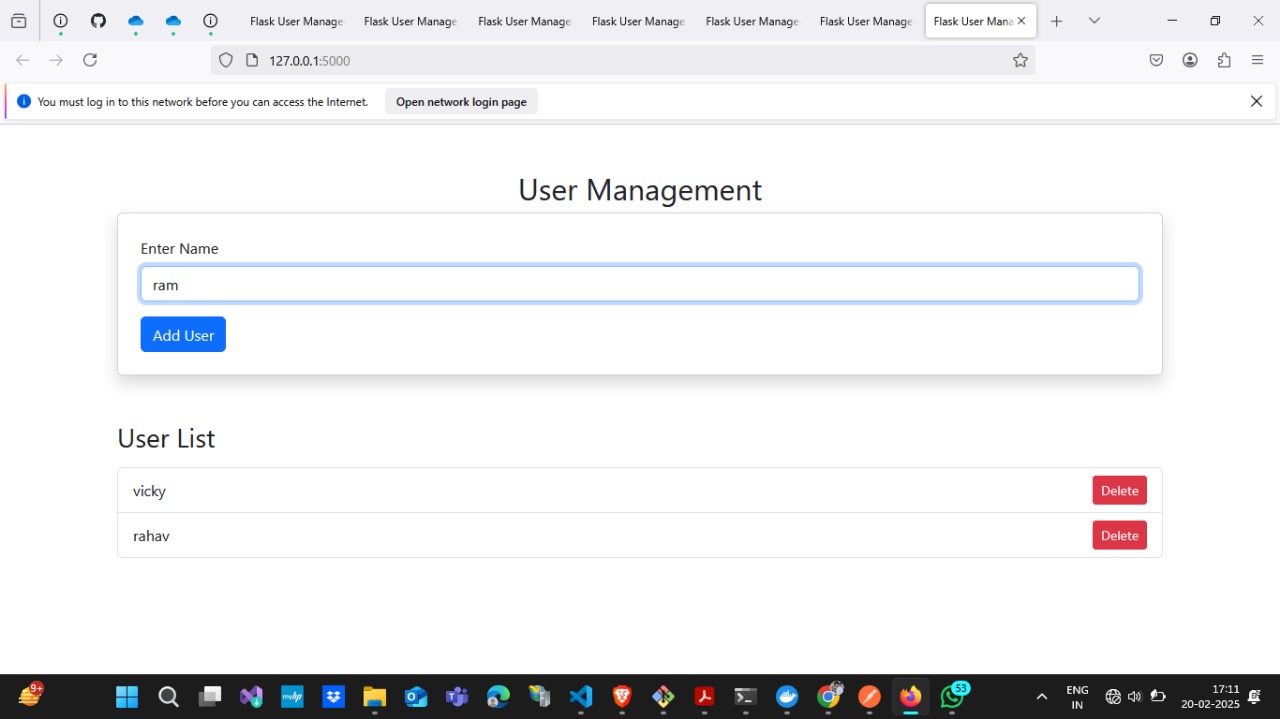 Flask User Manage
Flask User Manage
Flask User Manage
Flask User Manage
Flask User Manage
Flask User Manage
Flask User Mana
127.0.0.1:5000
You must log in to this network before you can access the Internet.
Open network login page
User Management
Enter Name
ram
Add User
User List
vicky
Delete
rahav
Delete
9+
myhp
53
ENG
IN
17:11
20-02-2025